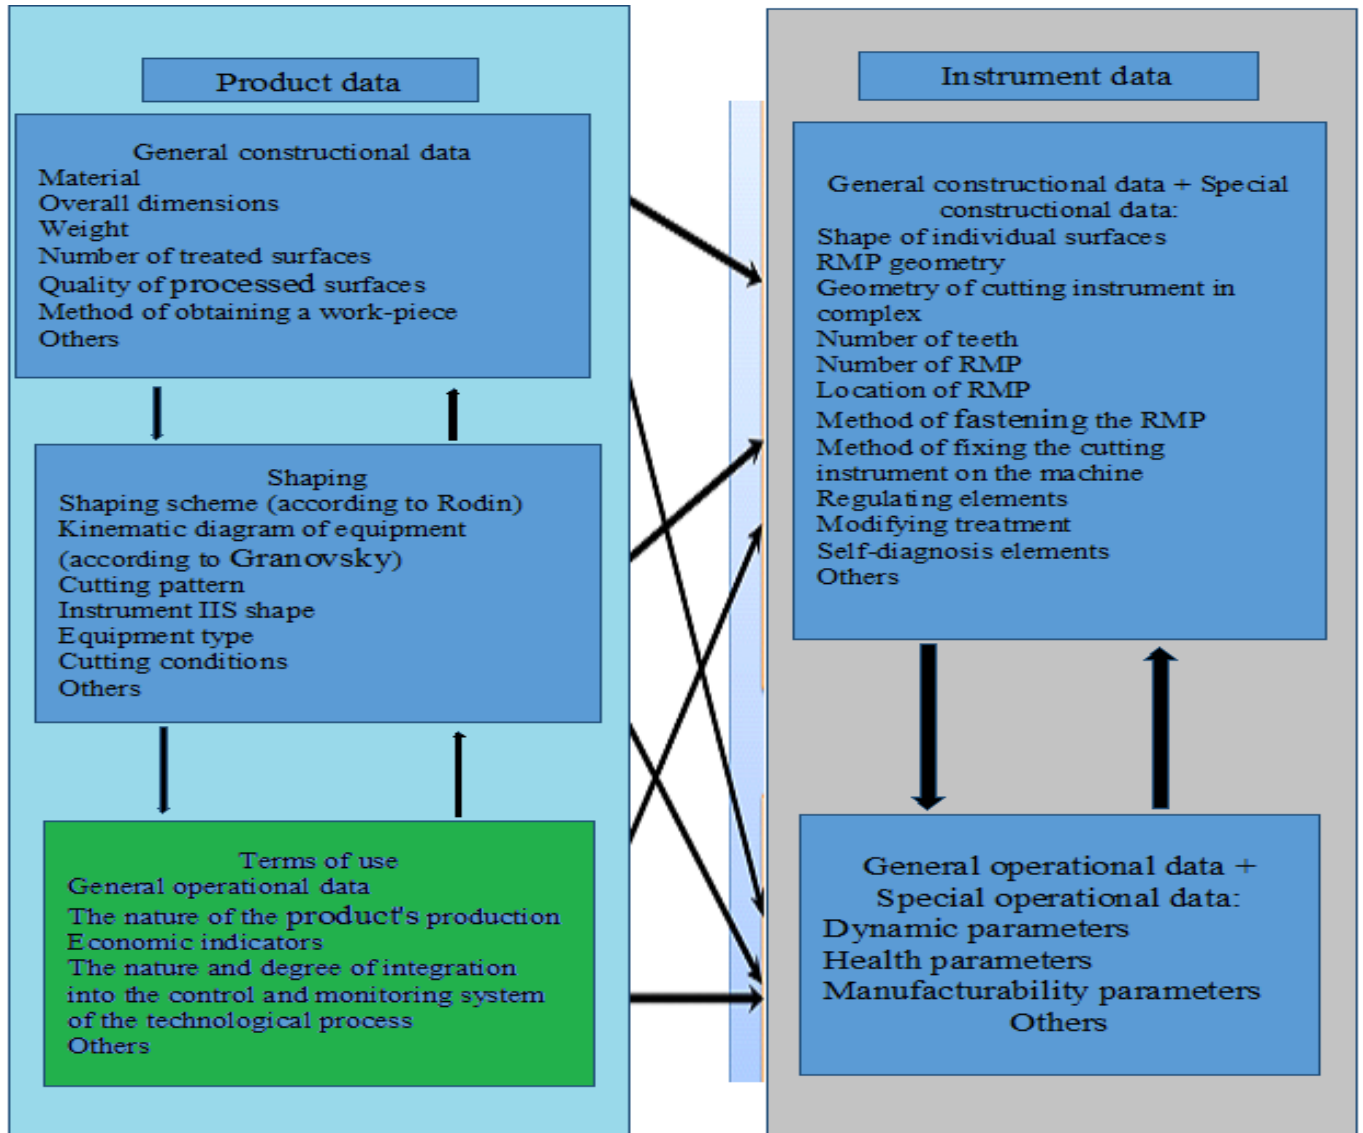 Product data
General constructional data
Material
Overall dimensions
Weight
Number of treated surfaces
Quality of processed surfaces
Method of obtaining a work-piece
Others
Shaping
Shaping scheme (according to Rodin)
Kinematic diagram of equipment
(according to Granovsky)
Cutting pattern
Instrument IIS shape
Equipment type
Cutting conditions
Others
Terms of use
General operational data
The nature of the product's production
Economic indicators
The nature and degree of integration
into the control and monitoring system
of the technological process
Others
Instrument data
General constructional data + Special
constructional data:
Shape of individual surfaces
RMP geometry
Geometry of cutting instrument in
complex
Number of teeth
Number of RMP
Location of RMP
Method of fastening the RMP
Method of fixing the cutting
instrument on the machine
Regulating elements
Modifying treatment
Self-diagnosis elements
Others
General operational data +
Special operational data:
Dynamic parameters
Health parameters
Manufacturability parameters
Others